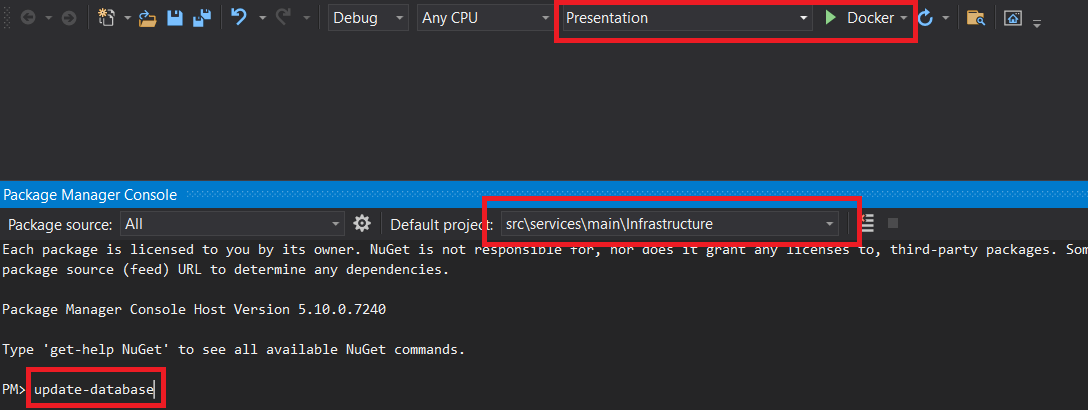 Debug Any CPU Presentation Docker
Package Manager Console
Package source: All Default project: src\services\main\Infrastructure
Each package is licensed to you by its owner. NuGet is not responsible for, nor does it grant any licenses to, third-party packages. Som
package source (feed) URL to determine any dependencies.
Package Manager Console Host Version 5.10.0.7240
Type 'get-help NuGet' to see all available NuGet commands.
PM> update-database